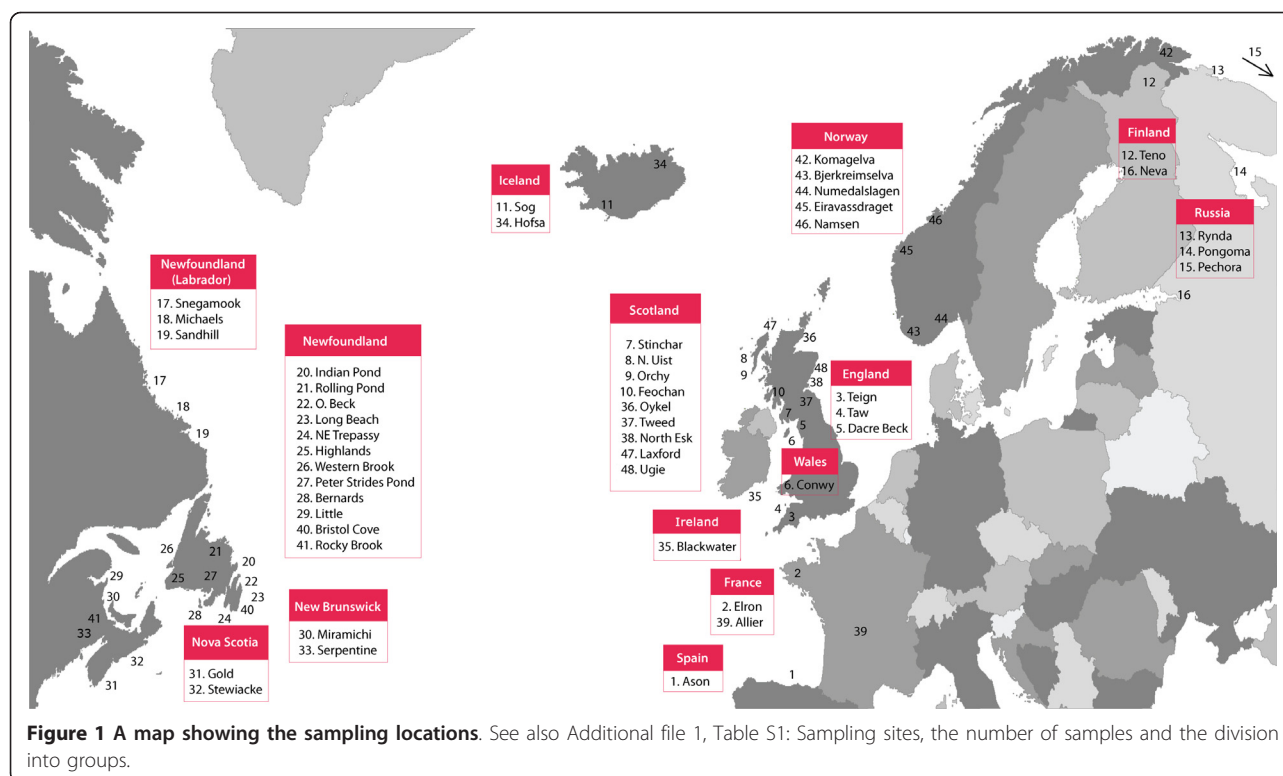 Iceland
11. Sog
34. Hofsa
Norway
42. Komagelva
43. Bjerkreimselva
44. Numedalslagen
45. Eiravassdraget
46. Namsen
Finland
12. Teno
16. Neva
Russia
13. Rynda
14. Pongoma
15. Pechora
Newfoundland
(Labrador)
17. Snegamook
18. Michaels
19. Sandhill
Newfoundland
20. Indian Pond
21. Rolling Pond
22. O. Beck
23. Long Beach
24. NE Trepassy
25. Highlands
26. Western Brook
27. Peter Strides Pond
28. Bernards
29. Little
40. Bristol Cove
41. Rocky Brook
Scotland
7. Stinchar
8. N. Uist
9. Orchy
10. Feochan
36. Oykel
37. Tweed
38. North Esk
47. Laxford
48. Ugie
England
3. Teign
4. Taw
5. Dacre Beck
Wales
6. Conwy
Ireland
35. Blackwater
France
2. Elron
39. Allier
Spain
1. Ason
New Brunswick
30. Miramichi
33. Serpentine
Nova Scotia
31. Gold
32. Stewiacke
42
15
13
12
14
16
34
11
46
45
44
43
47
36
8
9
48
38
10
37
7
5
6
35
4
3
2
39
1
17
18
19
26
21
20
25
27
22
23
40
28
24
29
30
41
33
32
31
Figure 1 A map showing the sampling locations. See also Additional file 1, Table S1: Sampling sites, the number of samples and the division
into groups.